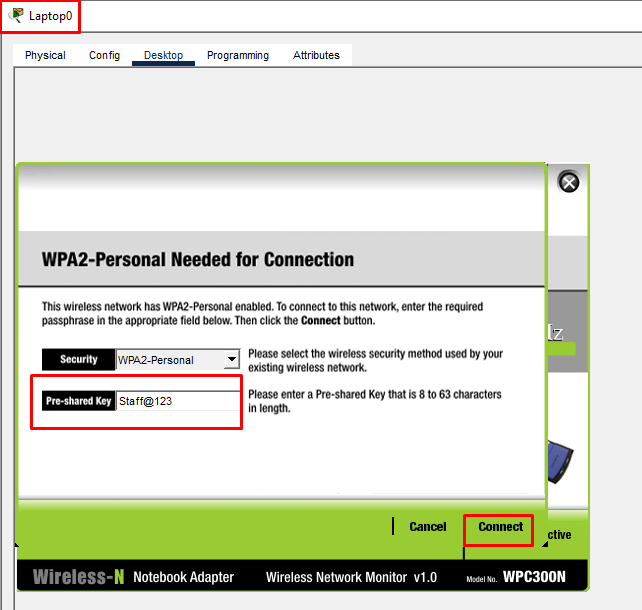 Laptop0
Physical Config Desktop Programming Attributes
WPA2-Personal Needed for Connection
This wireless network has WPA2-Personal enabled. To connect to this network, enter the required
passphrase in the appropriate field below. Then click the Connect button.
Security WPA2-Personal Please select the wireless security method used by your
existing wireless network.
Pre-shared Key Staff@123 Please enter a Pre-shared Key that is 8 to 63 characters
in length.
Cancel Connect
Wireless-N Notebook Adapter Wireless Network Monitor v1.0 Model No. WPC300N